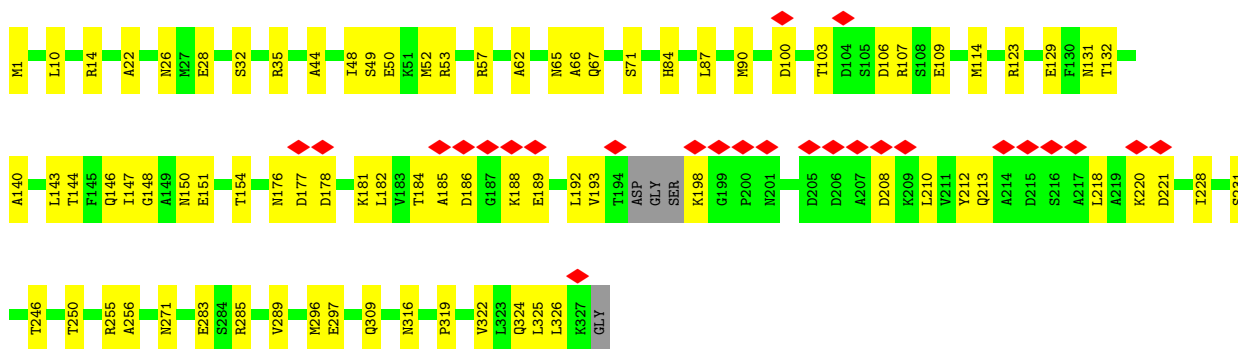 M1 L10 R14 A22 N26 M27 E28 S32 R35 A44 I48 S49 E50 K51 M52 R53 R57 A62 N65 A66 Q67 S71 H84 L87 M90 D100 T103 D104 S105 D106 R107 S108 E109 M114 R123 E129 F130 N131 T132
A140 L143 T144 F145 Q146 I147 G148 A149 N150 E151 T154 N176 D177 D178 K181 L182 V183 T184 A185 D186 G187 K188 E189 L192 V193 T194 ASP GLY SER K198 G199 P200 N201 D205 D206 A207 D208 K209 L210 V211 Y212 Q213 A214 D215 S216 A217 L218 A219 K220 D221 I228 S231
T246 T250 R255 A256 N271 E283 S284 R285 V289 M296 E297 Q309 N316 P319 V322 L323 Q324 L325 L326 K327 GLY